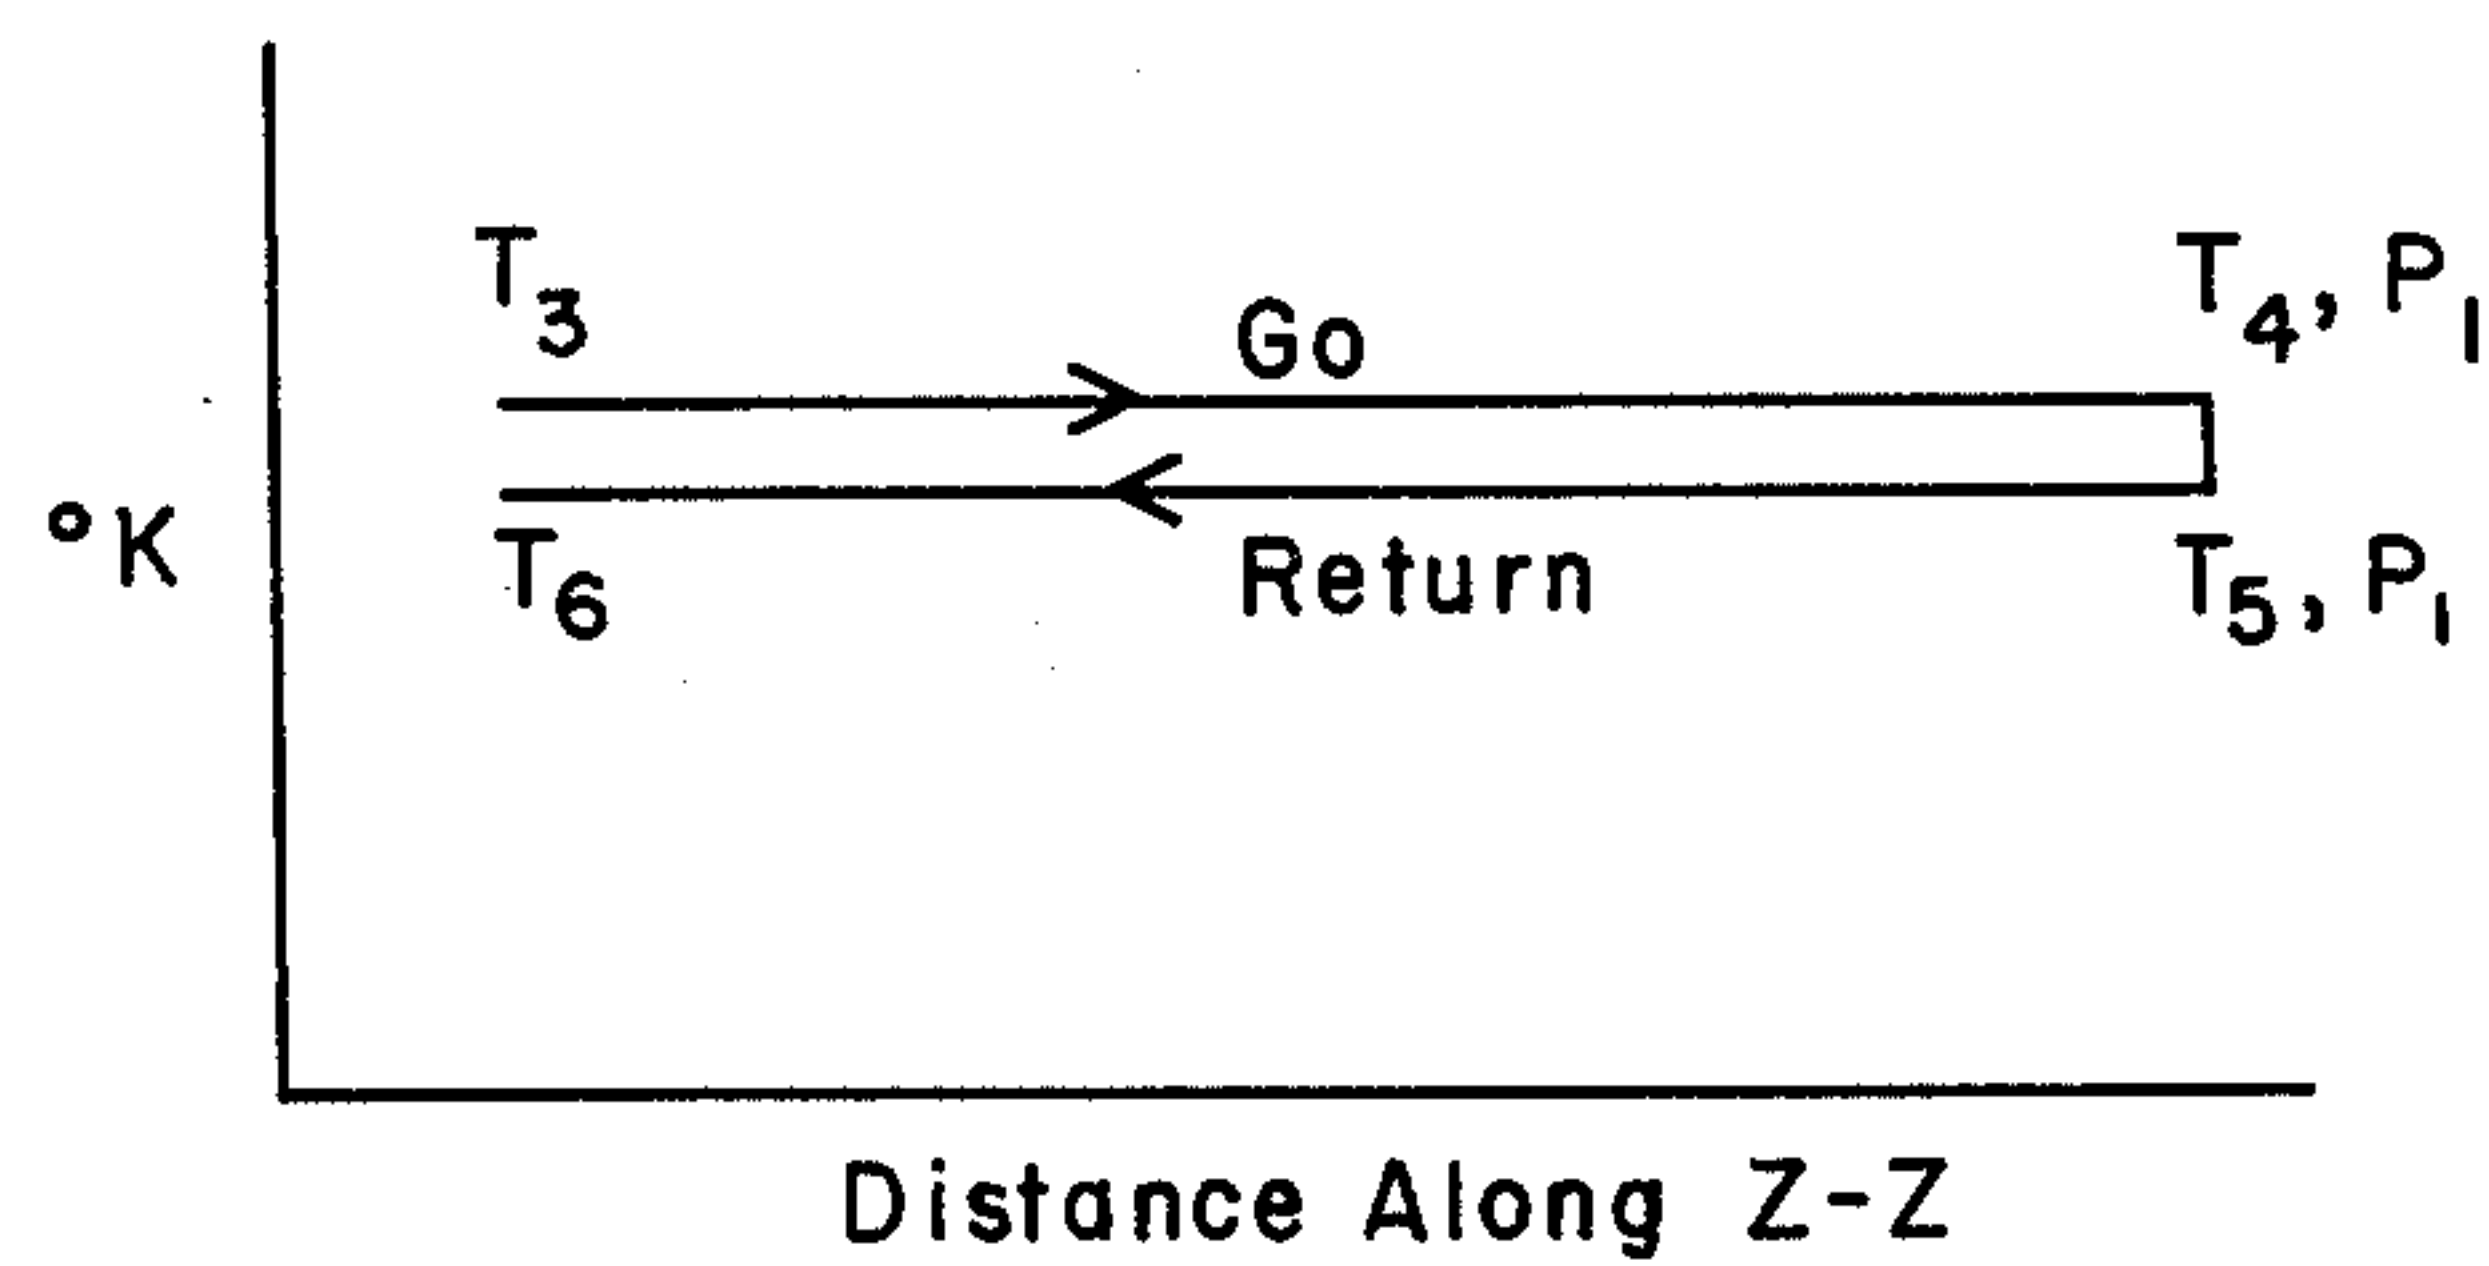 T₃
Go
T₄, P₁
°K
T₆
Return
T₅, P₁
Distance Along Z-Z